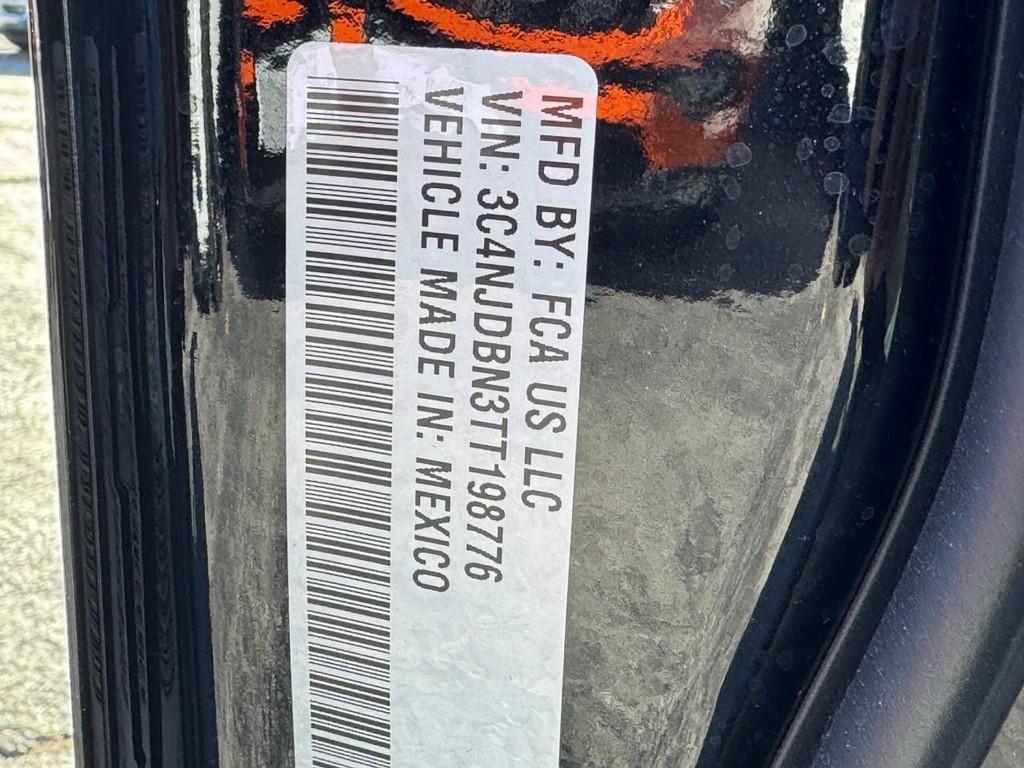 MFD BY: FCA US LLC
VIN: 3C4NJDBN3TT198776
VEHICLE MADE IN: MEXICO